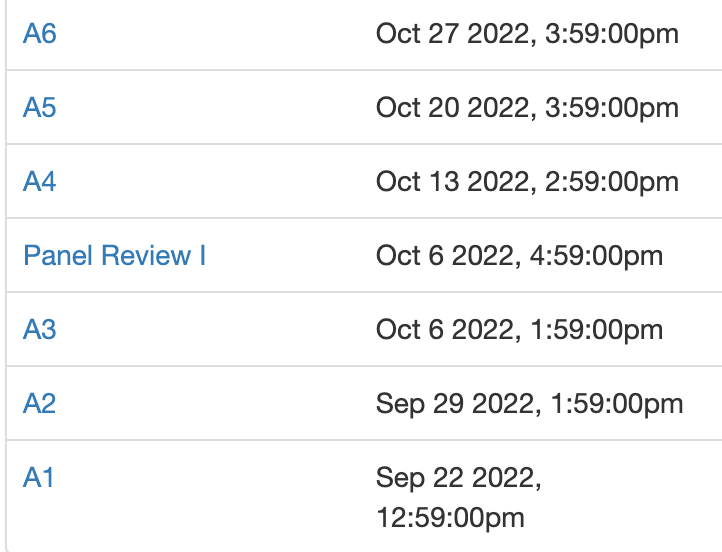 A6 Oct 27 2022, 3:59:00pm
A5 Oct 20 2022, 3:59:00pm
A4 Oct 13 2022, 2:59:00pm
Panel Review I Oct 6 2022, 4:59:00pm
A3 Oct 6 2022, 1:59:00pm
A2 Sep 29 2022, 1:59:00pm
A1 Sep 22 2022,
12:59:00pm